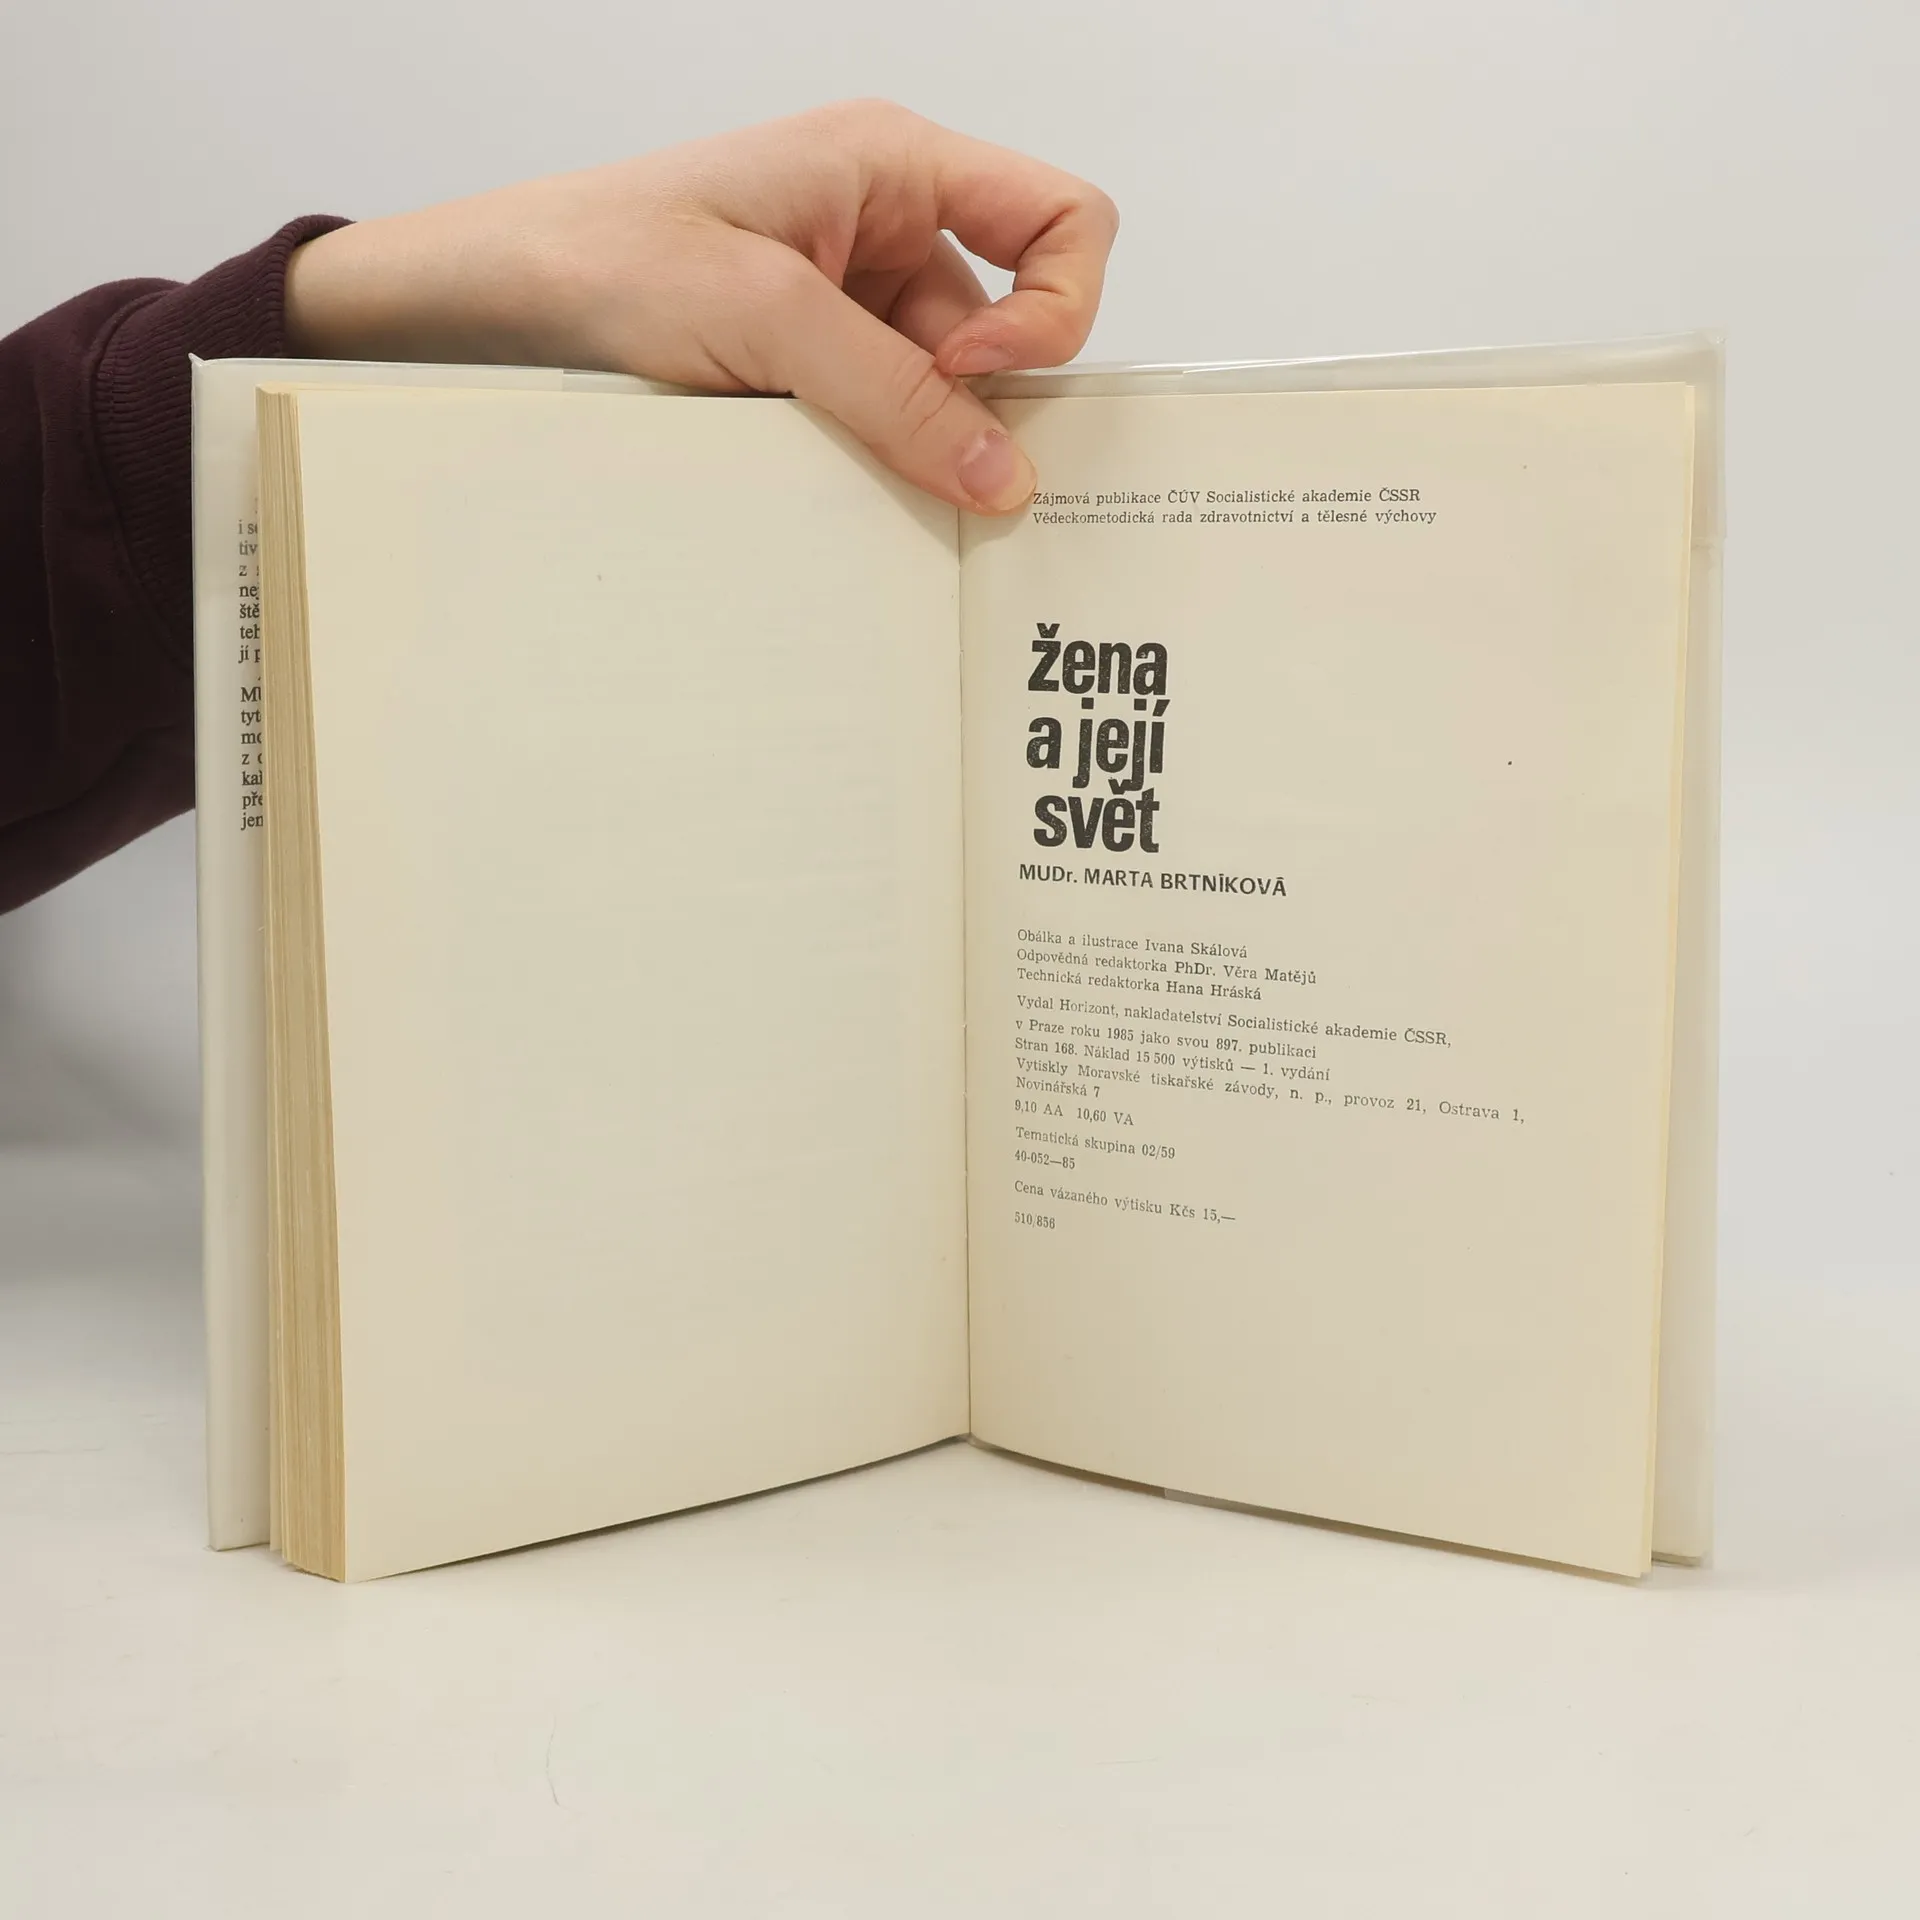 i
z
ště
jí
z
Zájmová publikace ČÚV Socialistické akademie ČSSR
Vědeckometodická rada zdravotnictví a tělesné výchovy
žena
a její
svět
MUDr. MARTA BRTNÍKOVÁ
Obálka a ilustrace Ivana Skálová
Odpovědná redaktorka PhDr. Věra Matějů
Technická redaktorka Hana Hráská
Vydal Horizont, nakladatelství Socialistické akademie ČSSR,
v Praze roku 1985 jako svou 897. publikaci
Stran 168. Náklad 15 500 výtisků — 1. vydání
Vytiskly Moravské tiskařské závody, n. p., provoz 21, Ostrava 1,
Novinářská 7
9,10 AA 10,60 VA
Tematická skupina 02/59
40-052—85
Cena vázaného výtisku Kčs 15,—
510/856